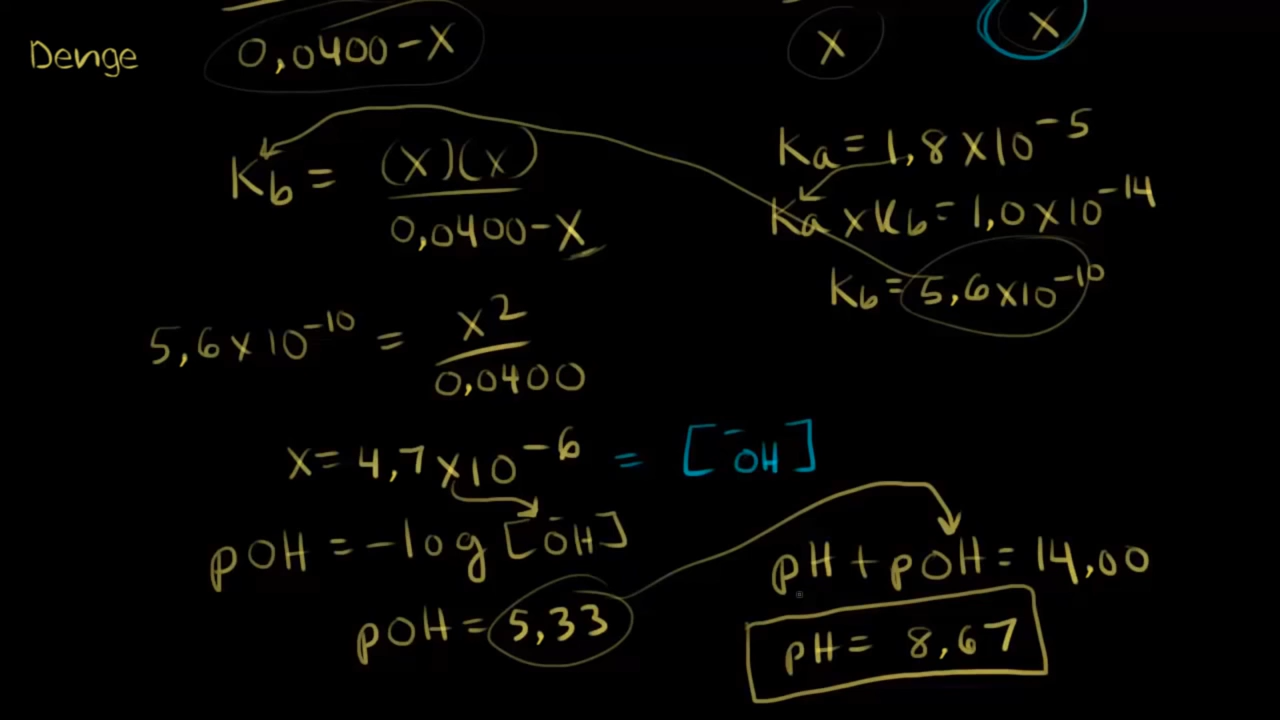 Denge 0,0400-x x x
Kb = (x)(x) / 0,0400-x
Ka = 1,8 x 10^-5
Ka x Kb = 1,0 x 10^-14
Kb = 5,6 x 10^-10
5,6 x 10^-10 = x^2 / 0,0400
x = 4,7 x 10^-6 = [⁻OH]
pOH = -log [⁻OH]
pOH = 5,33
pH + pOH = 14,00
pH = 8,67